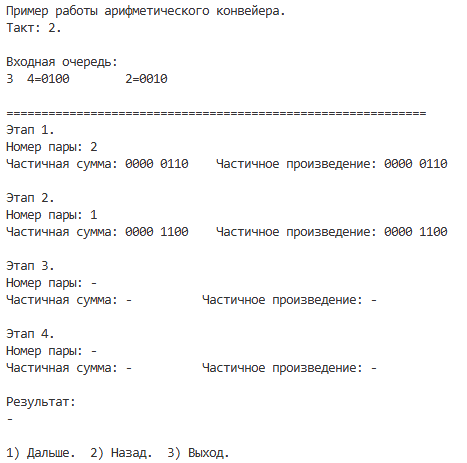 Пример работы арифметического конвейера.
Такт: 2.
Входная очередь:
3  4=0100        2=0010
============================================================
Этап 1.
Номер пары: 2
Частичная сумма: 0000 0110    Частичное произведение: 0000 0110
Этап 2.
Номер пары: 1
Частичная сумма: 0000 1100    Частичное произведение: 0000 1100
Этап 3.
Номер пары: -
Частичная сумма: -          Частичное произведение: -
Этап 4.
Номер пары: -
Частичная сумма: -          Частичное произведение: -
Результат:
-
1) Дальше.  2) Назад.  3) Выход.